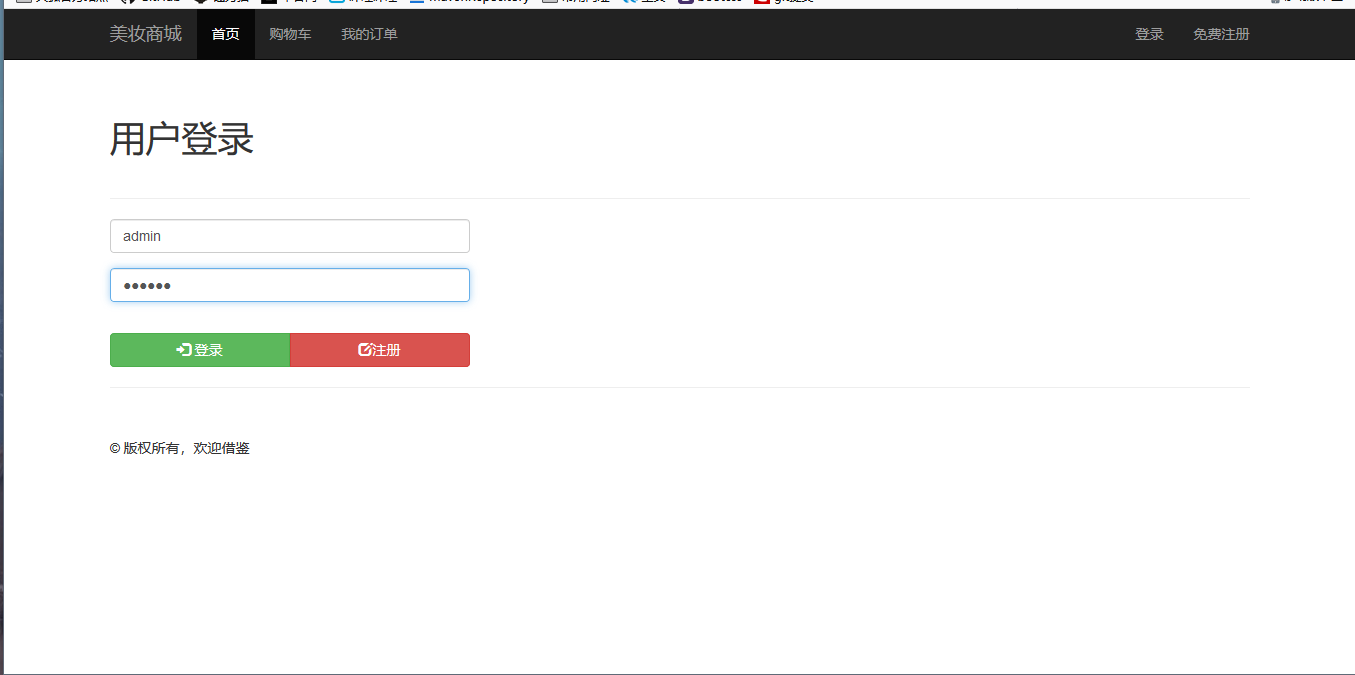 美妆商城 首页 购物车 我的订单 登录 免费注册
用户登录
admin
••••••
登录 注册
© 版权所有，欢迎借鉴